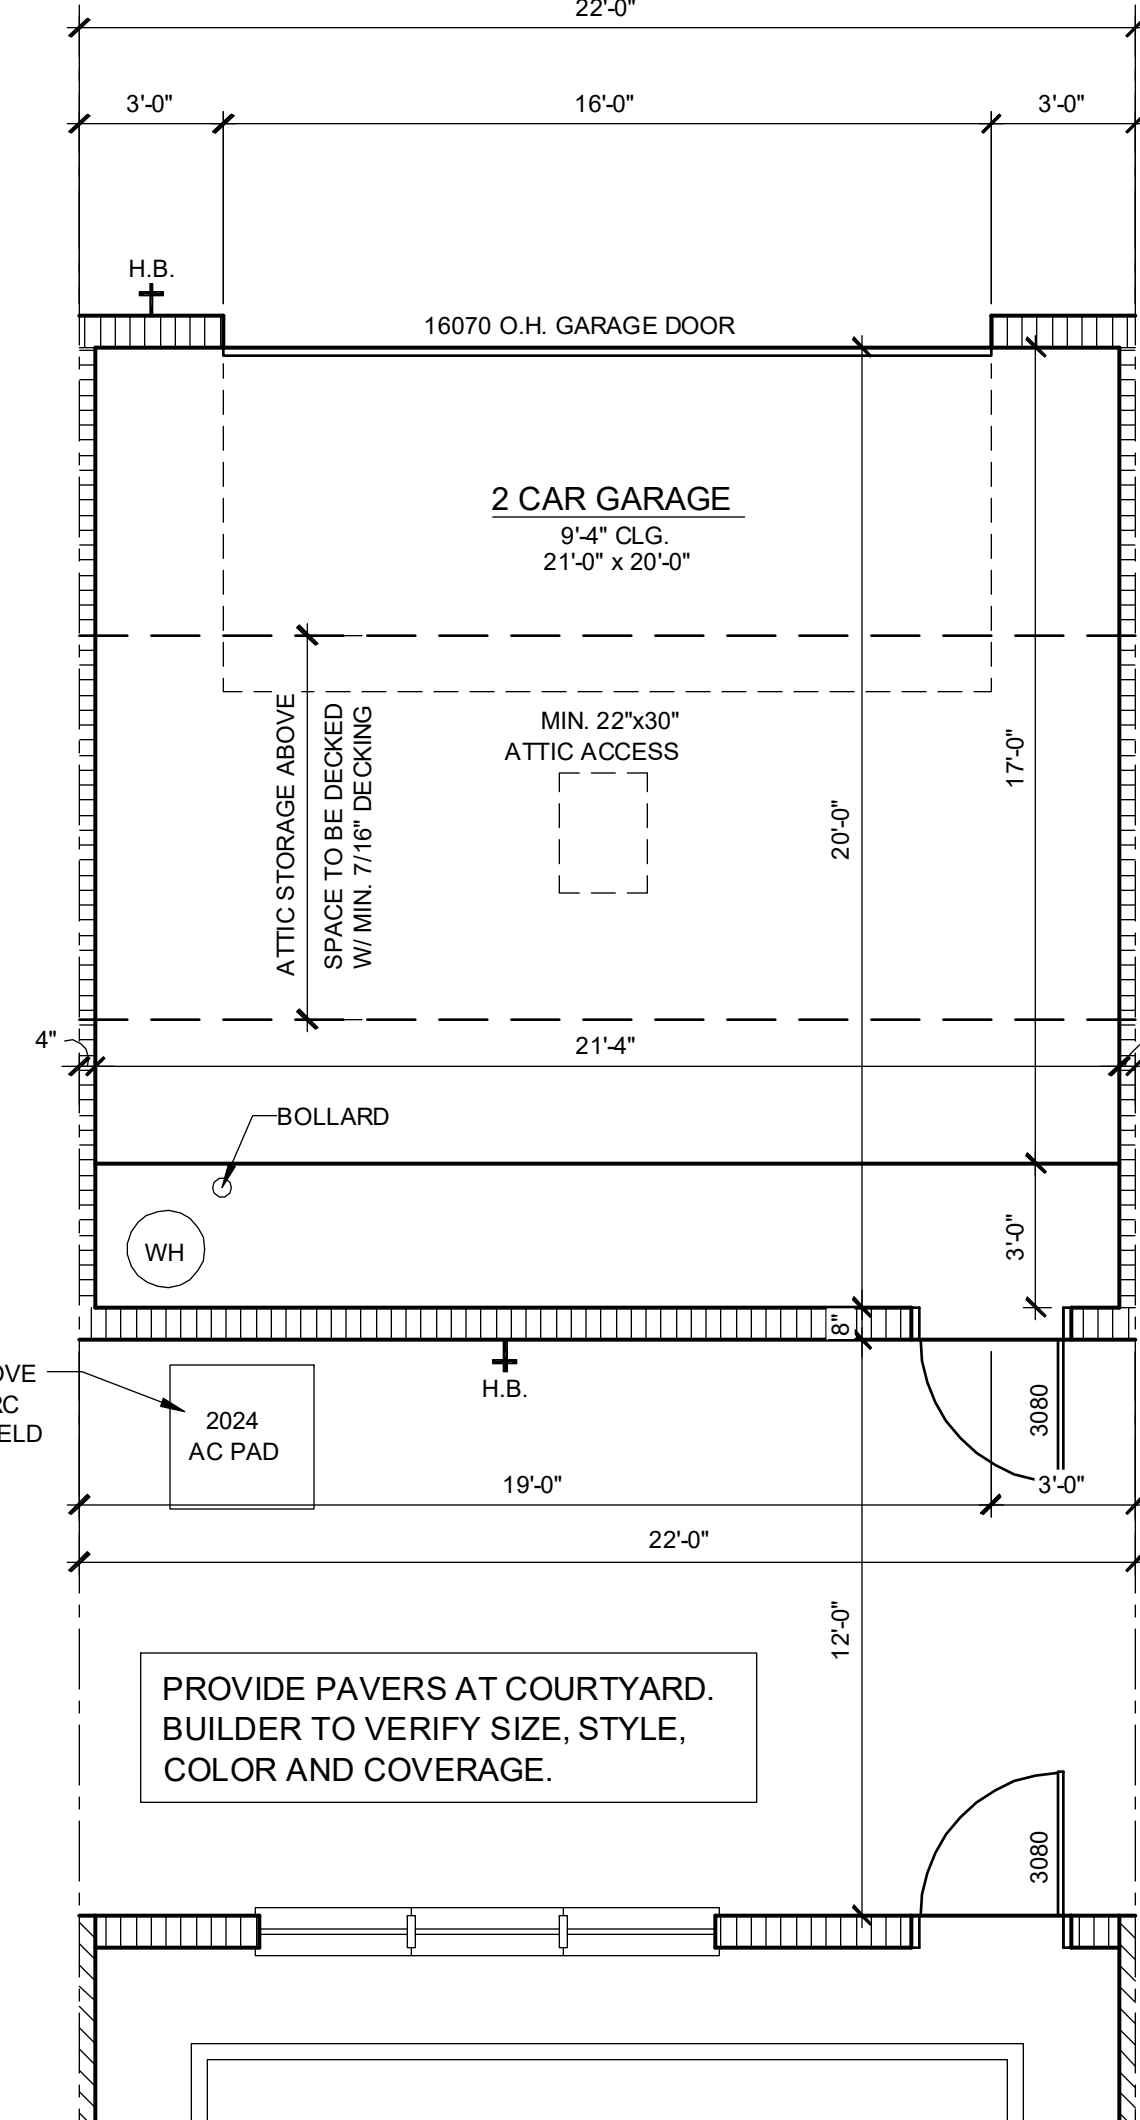 22'-0"
3'-0"
16'-0"
3'-0"
H.B.
16070 O.H. GARAGE DOOR
2 CAR GARAGE
9'-4" CLG.
21'-0" x 20'-0"
ATTIC STORAGE ABOVE
SPACE TO BE DECKED
W/ MIN. 7/16" DECKING
MIN. 22"x30"
ATTIC ACCESS
20'-0"
17'-0"
4"
21'-4"
BOLLARD
WH
3'-0"
8"
H.B.
2024
AC PAD
3080
19'-0"
3'-0"
22'-0"
12'-0"
PROVIDE PAVERS AT COURTYARD.
BUILDER TO VERIFY SIZE, STYLE,
COLOR AND COVERAGE.
3080